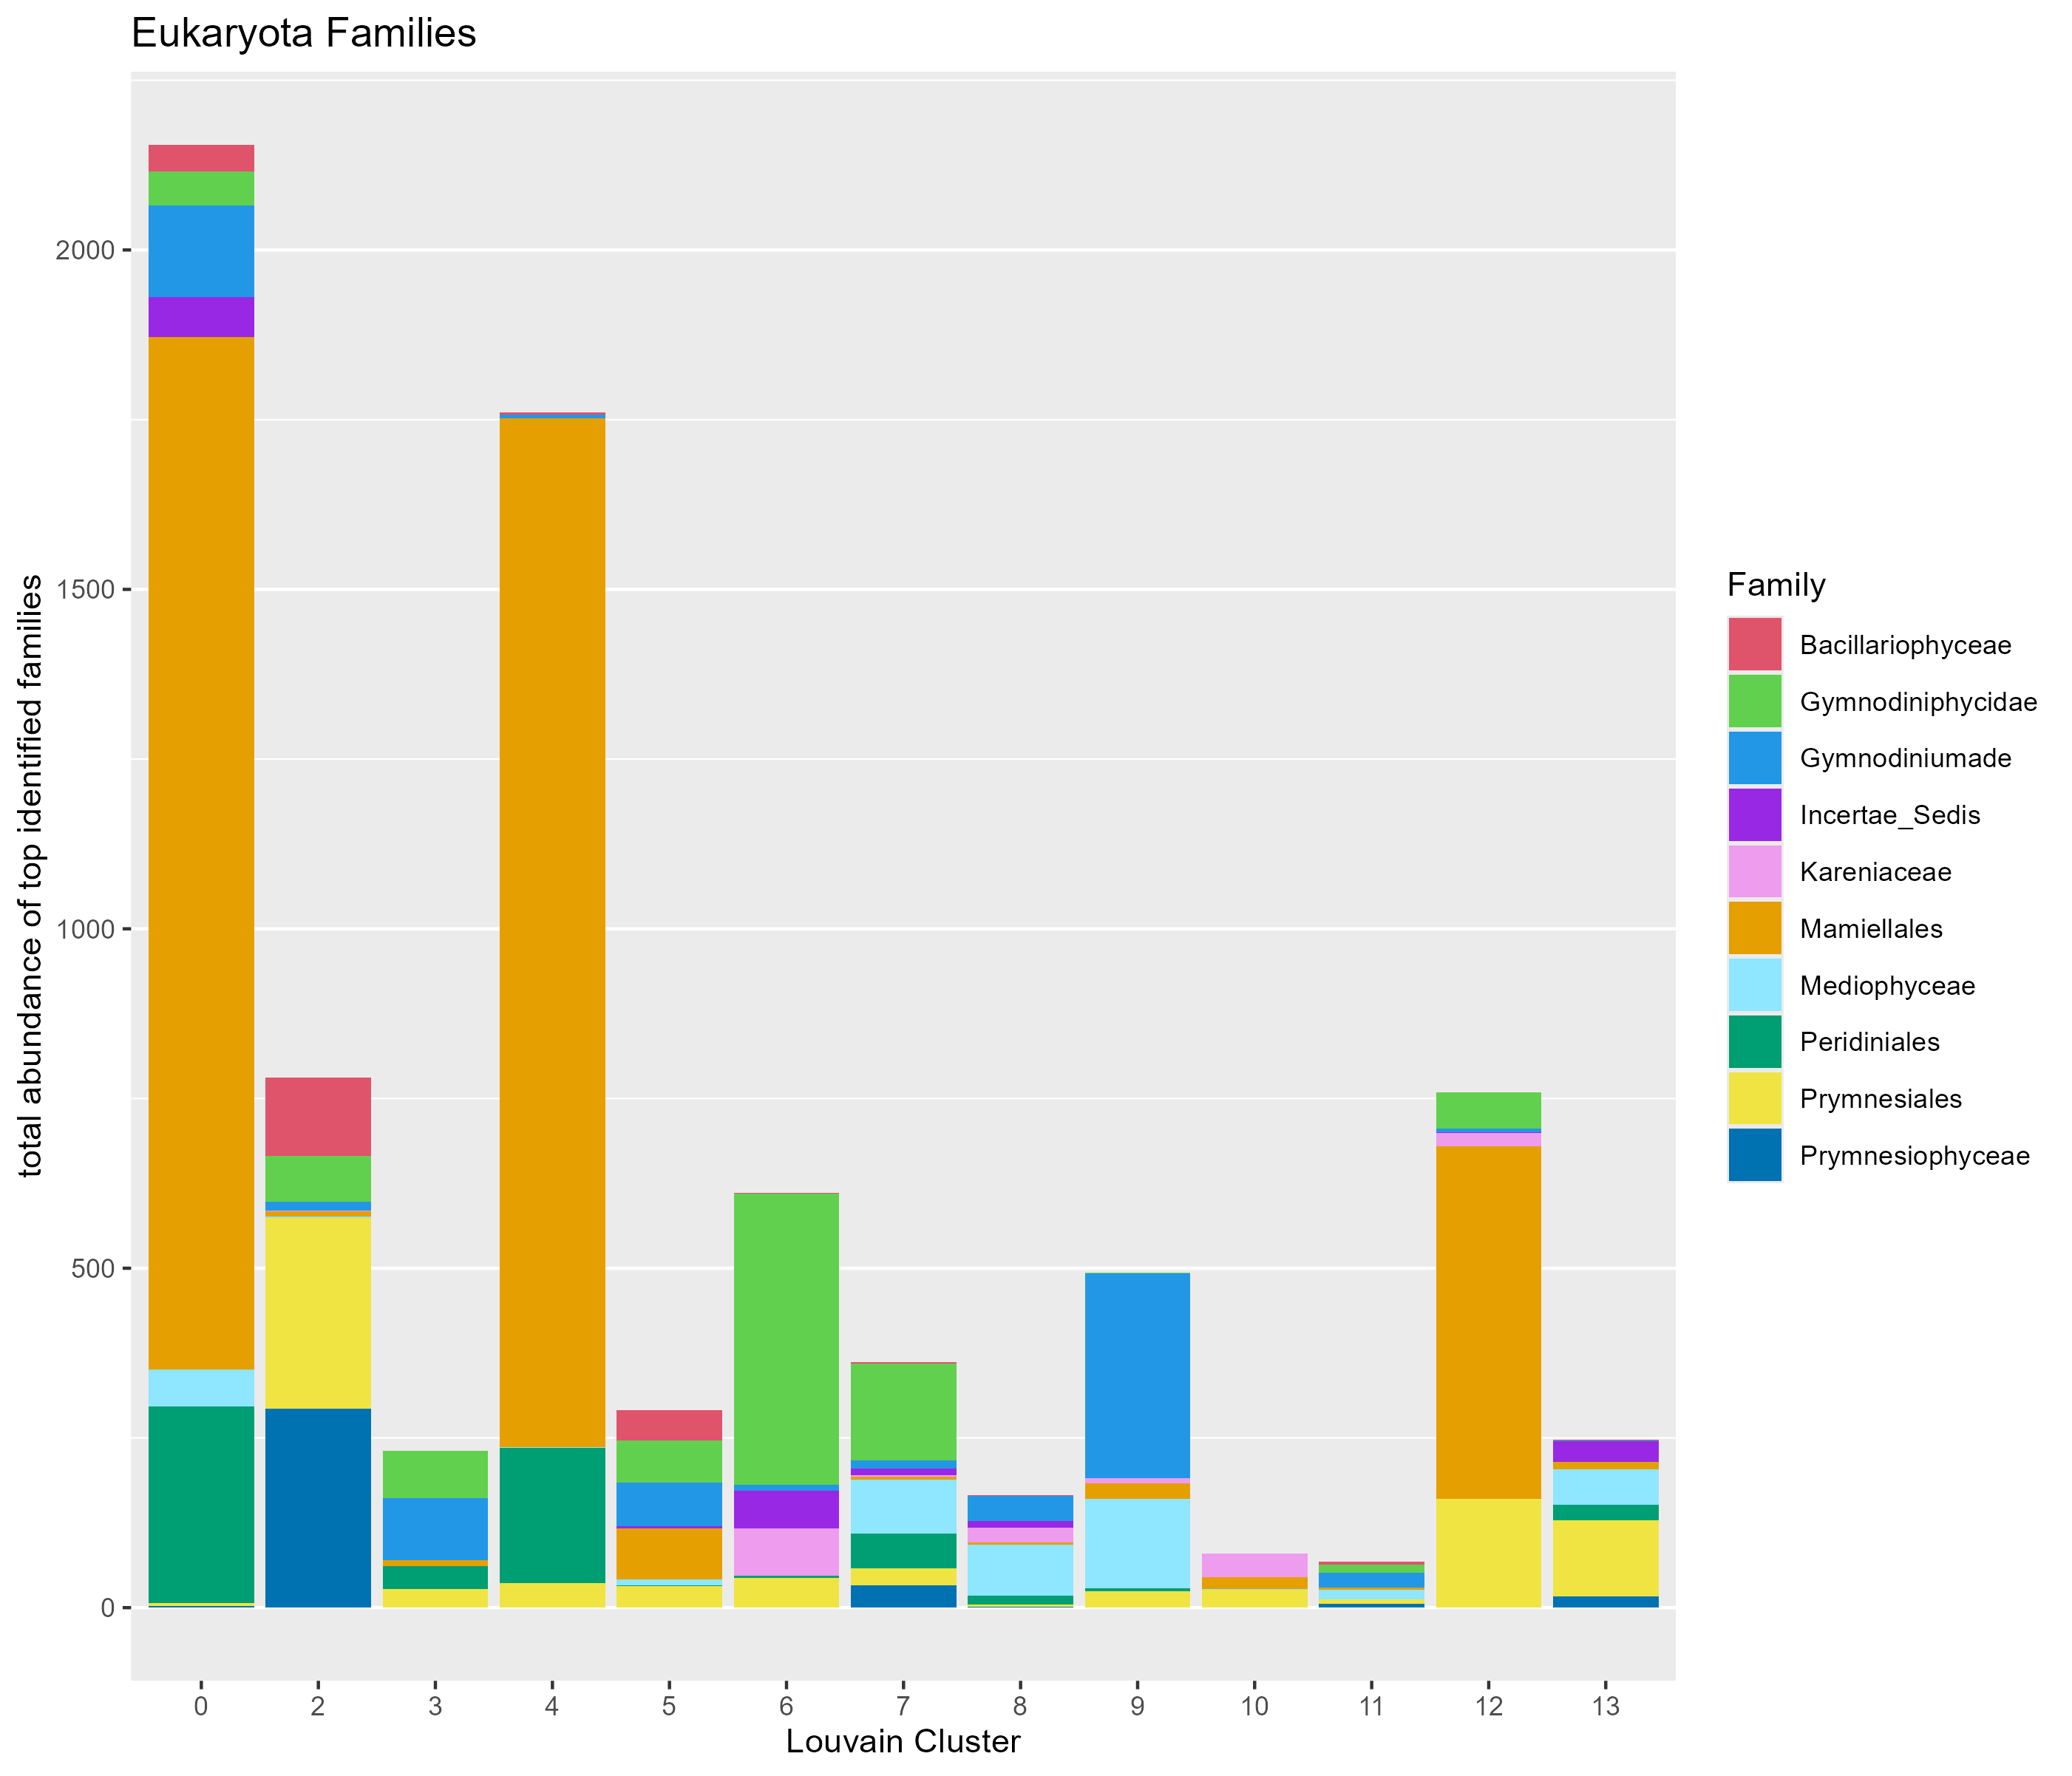 Eukaryota Families
total abundance of top identified families
2000
1500
1000
500
0
0 2 3 4 5 6 7 8 9 10 11 12 13
Louvain Cluster
Family
Bacillariophyceae
Gymnodiniphycidae
Gymnodiniumade
Incertae_Sedis
Kareniaceae
Mamiellales
Mediophyceae
Peridiniales
Prymnesiales
Prymnesiophyceae